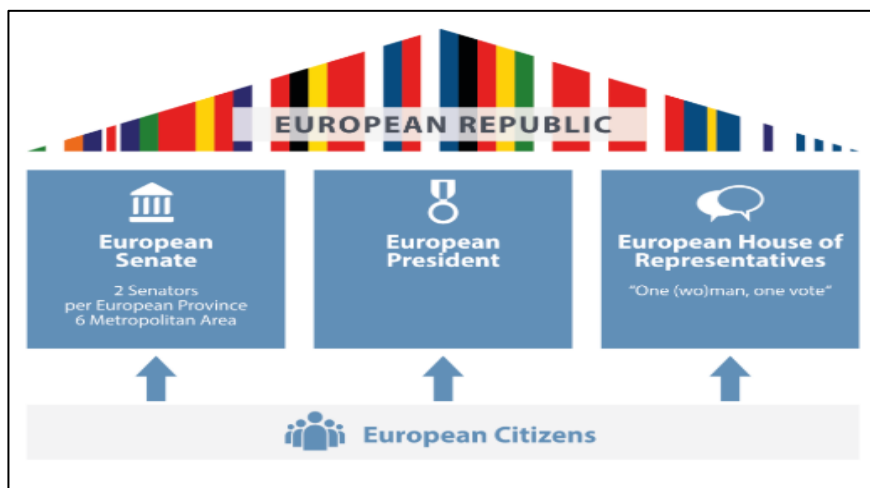 EUROPEAN REPUBLIC
European
Senate
2 Senators
per European Province
6 Metropolitan Area
European
President
European House of
Representatives
“One (wo)man, one vote”
European Citizens